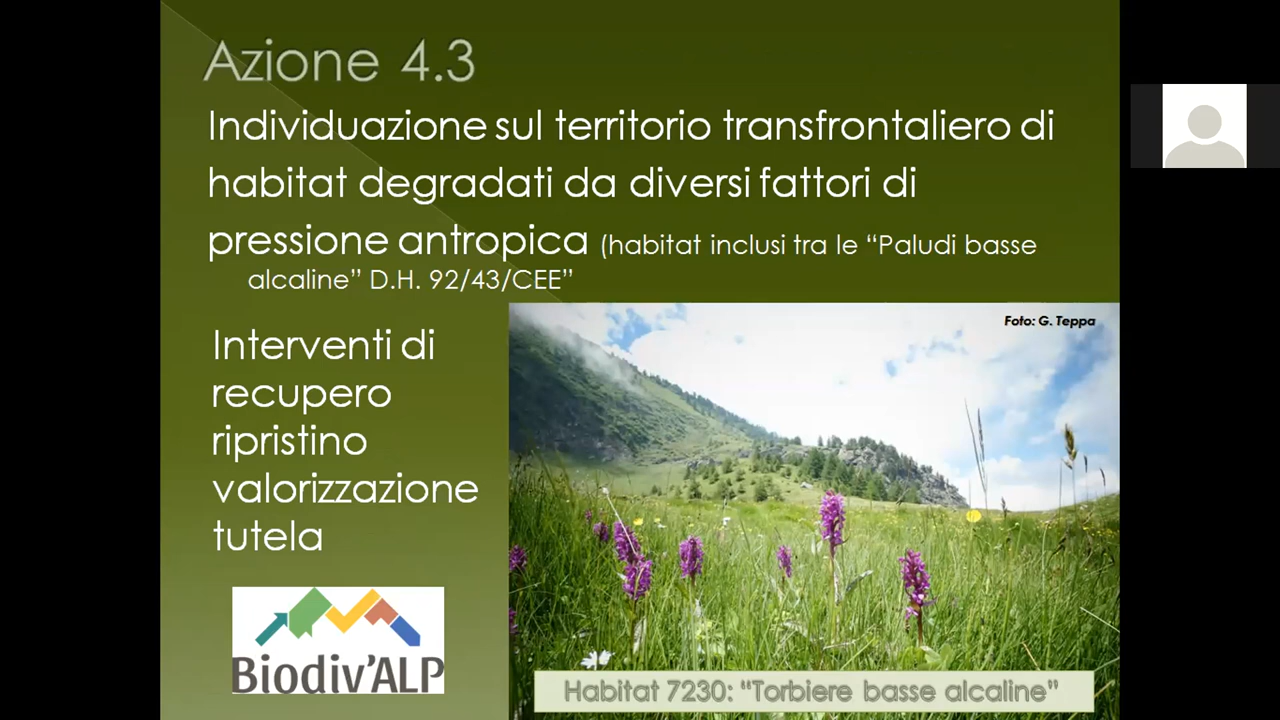 Azione 4.3
Individuazione sul territorio transfrontaliero di
habitat degradati da diversi fattori di
pressione antropica (habitat inclusi tra le “Paludi basse
alcaline” D.H. 92/43/CEE”
Interventi di
recupero
ripristino
valorizzazione
tutela
Foto: G. Teppa
Biodiv’ALP
Habitat 7230: “Torbiere basse alcaline”